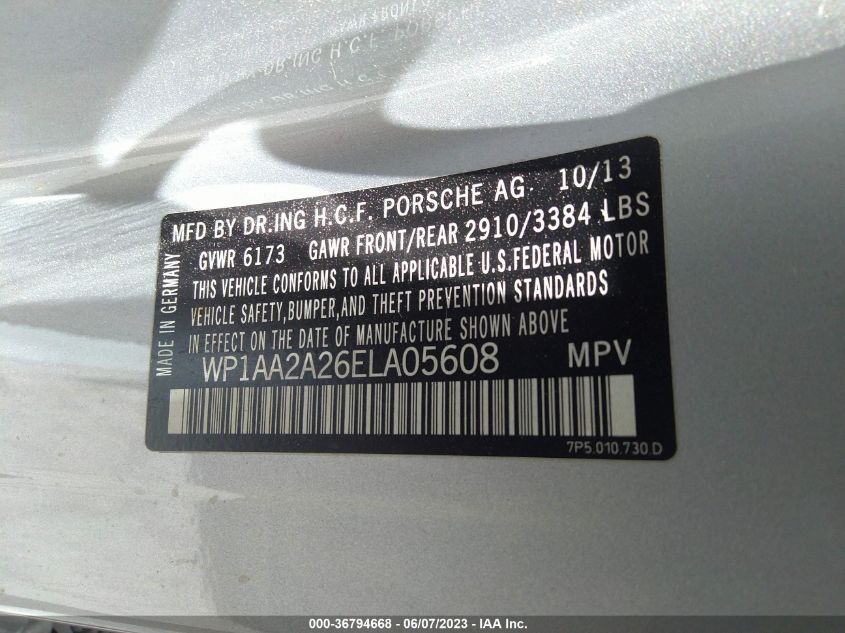 MFD BY DR.ING H.C.F. PORSCHE AG 10/13
GVWR 6173 GAWR FRONT/REAR 2910/3384 LBS
THIS VEHICLE CONFORMS TO ALL APPLICABLE U.S.FEDERAL MOTOR
VEHICLE SAFETY,BUMPER,AND THEFT PREVENTION STANDARDS
IN EFFECT ON THE DATE OF MANUFACTURE SHOWN ABOVE
WP1AA2A26ELA05608 MPV
MADE IN GERMANY
7P5.010.730.D
000-36794668 - 06/07/2023 - IAA Inc.